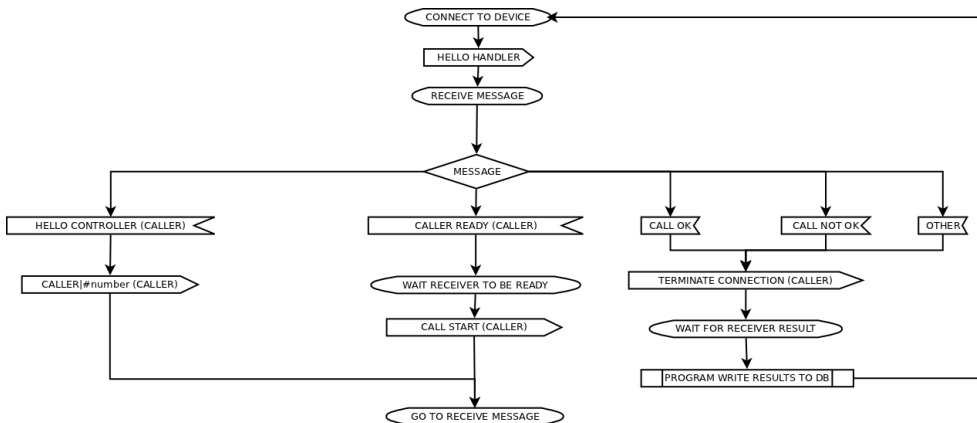 CONNECT TO DEVICE
HELLO HANDLER
RECEIVE MESSAGE
MESSAGE
HELLO CONTROLLER (CALLER)
CALLER READY (CALLER)
CALL OK
CALL NOT OK
OTHER
CALLER|#number (CALLER)
WAIT RECEIVER TO BE READY
TERMINATE CONNECTION (CALLER)
CALL START (CALLER)
WAIT FOR RECEIVER RESULT
PROGRAM WRITE RESULTS TO DB
GO TO RECEIVE MESSAGE